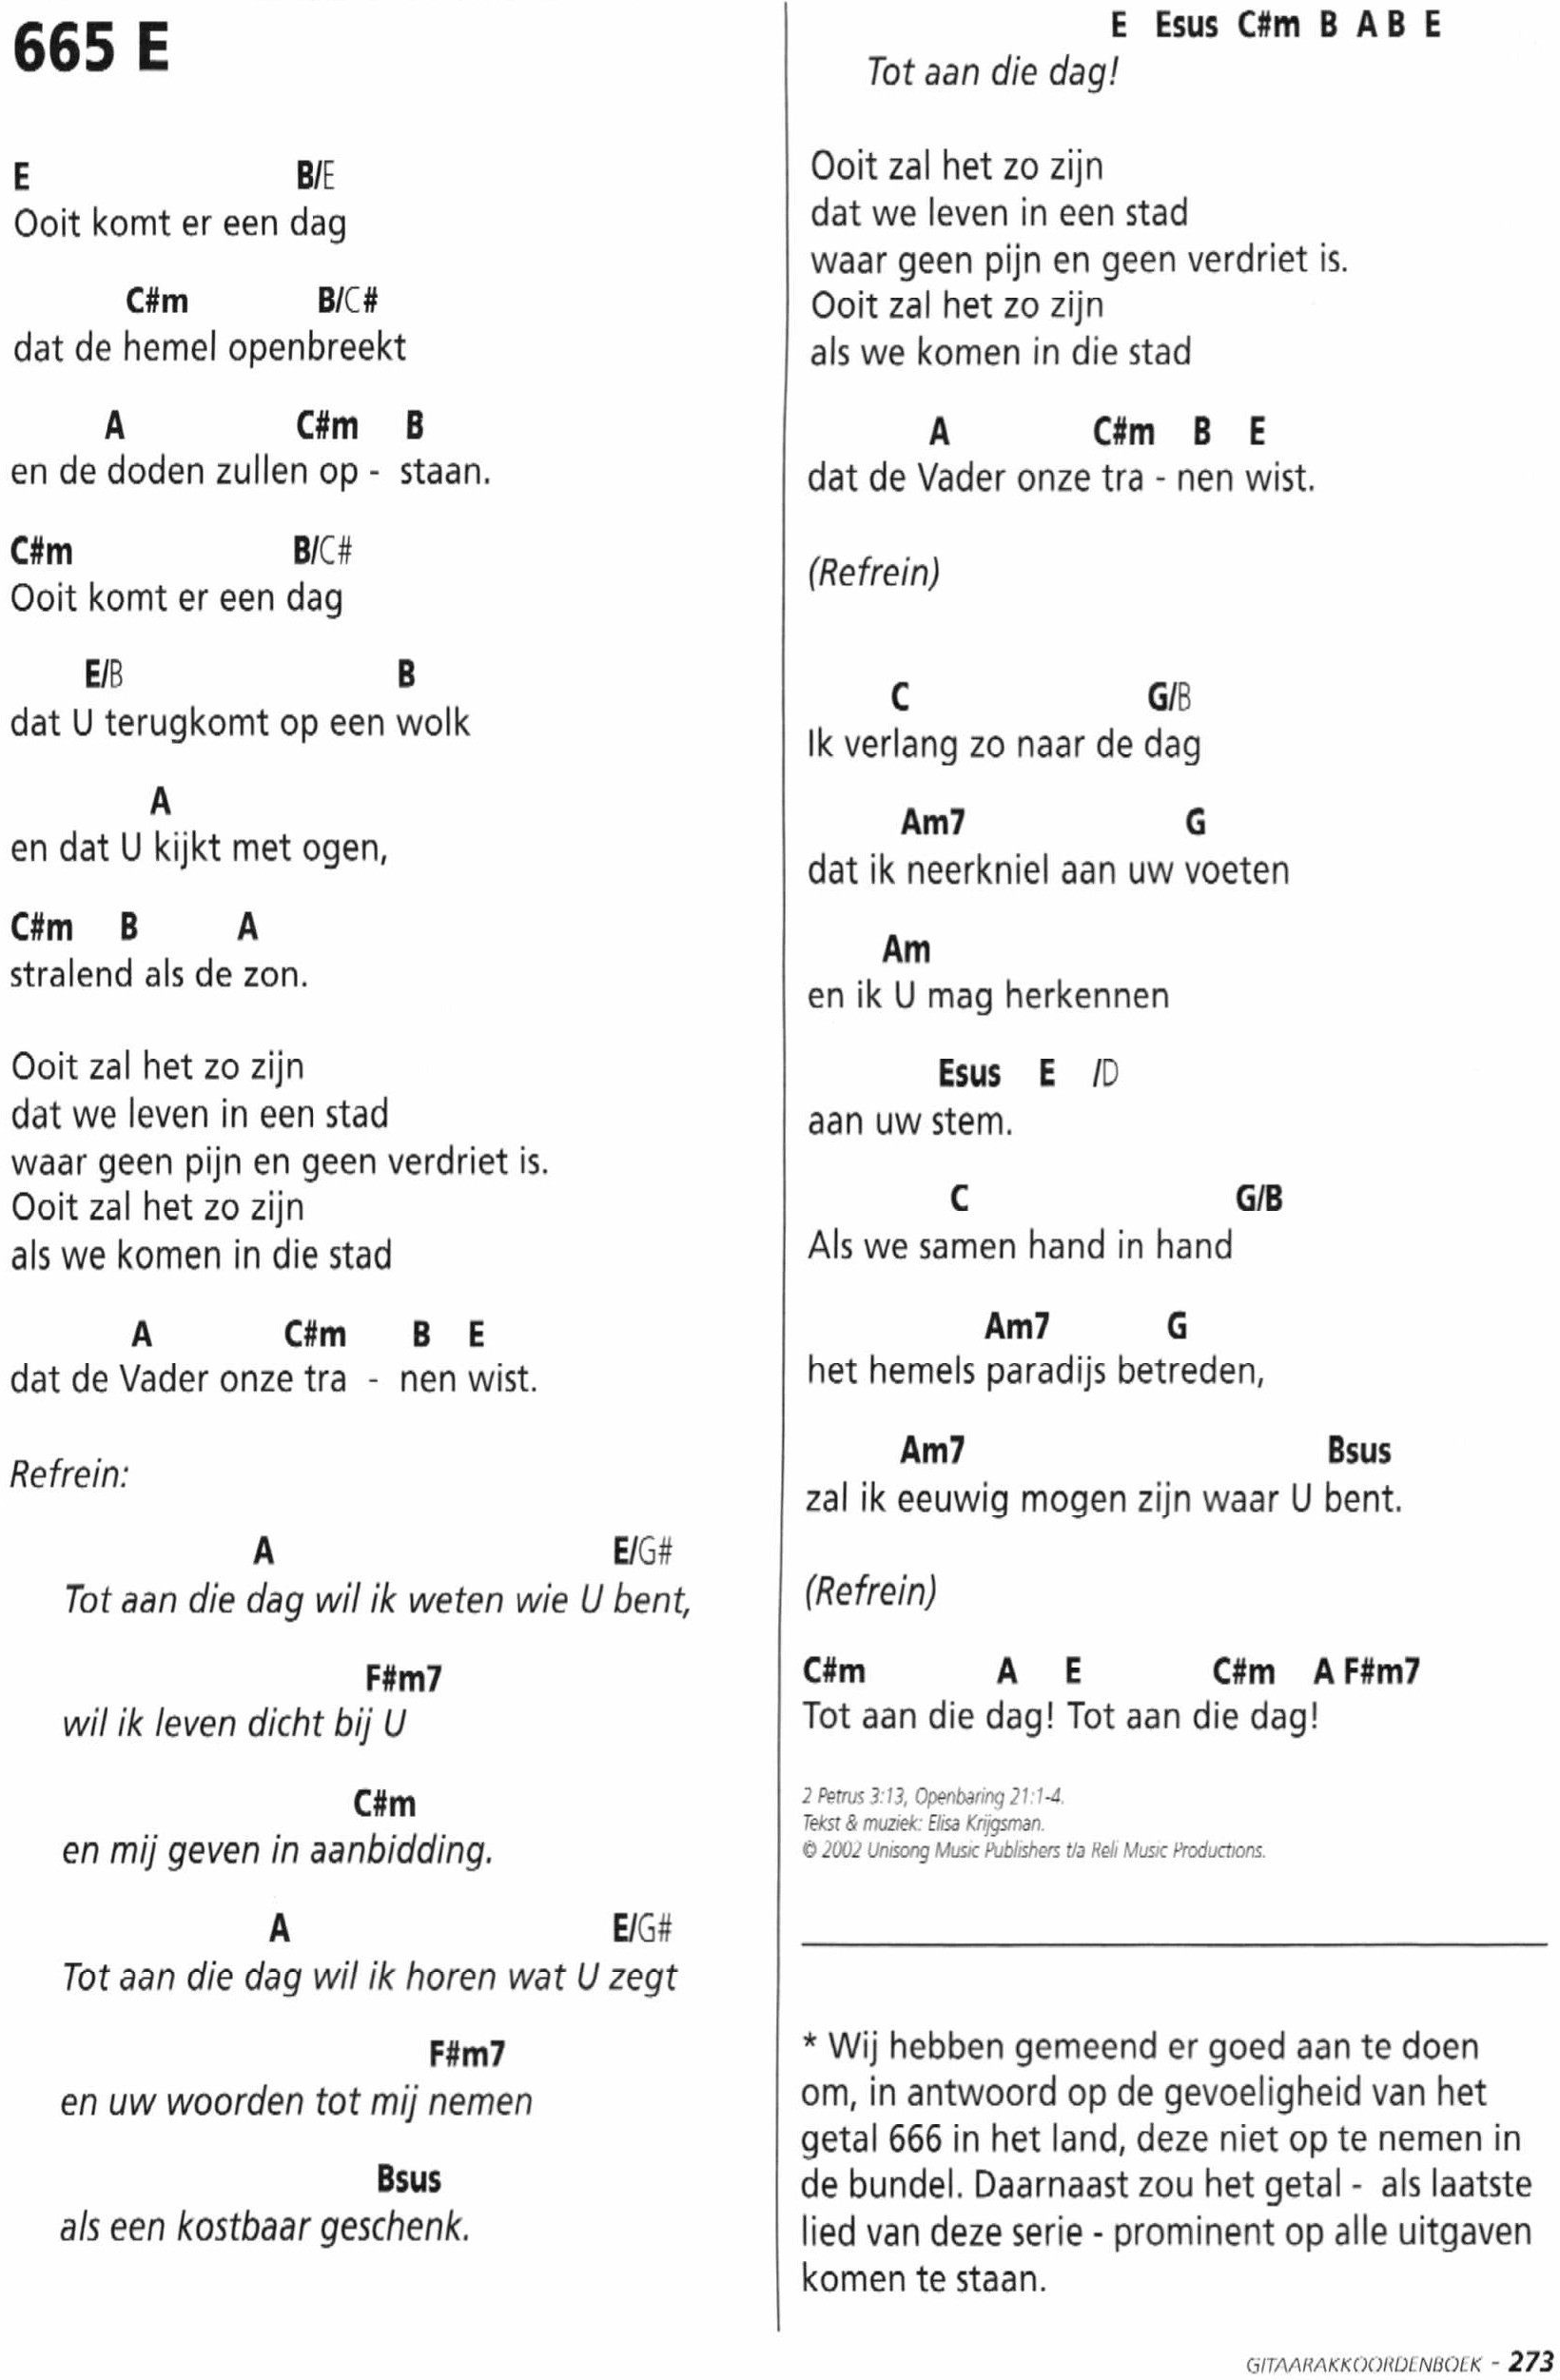 665 E
E B/E
Ooit komt er een dag
C#m B/C#
dat de hemel openbreekt
A C#m B
en de doden zullen op - staan.
C#m B/C#
Ooit komt er een dag
E/B B
dat U terugkomt op een wolk
A
en dat U kijkt met ogen,
C#m B A
stralend als de zon.
Ooit zal het zo zijn
dat we leven in een stad
waar geen pijn en geen verdriet is.
Ooit zal het zo zijn
als we komen in die stad
A C#m B E
dat de Vader onze tra - nen wist.
Refrein:
A E/G#
Tot aan die dag wil ik weten wie U bent,
F#m7
wil ik leven dicht bij U
C#m
en mij geven in aanbidding.
A E/G#
Tot aan die dag wil ik horen wat U zegt
F#m7
en uw woorden tot mij nemen
Bsus
als een kostbaar geschenk.
E Esus C#m B A B E
Tot aan die dag!
Ooit zal het zo zijn
dat we leven in een stad
waar geen pijn en geen verdriet is.
Ooit zal het zo zijn
als we komen in die stad
A C#m B E
dat de Vader onze tra - nen wist.
(Refrein)
C G/B
Ik verlang zo naar de dag
Am7 G
dat ik neerkniel aan uw voeten
Am
en ik U mag herkennen
Esus E /D
aan uw stem.
C G/B
Als we samen hand in hand
Am7 G
het hemels paradijs betreden,
Am7 Bsus
zal ik eeuwig mogen zijn waar U bent.
(Refrein)
C#m A E C#m A F#m7
Tot aan die dag! Tot aan die dag!
2 Petrus 3:13, Openbaring 21:1-4.
Tekst & muziek: Elisa Krijgsman.
© 2002 Unisong Music Publishers t/a Reli Music Productions.
* Wij hebben gemeend er goed aan te doen
om, in antwoord op de gevoeligheid van het
getal 666 in het land, deze niet op te nemen in
de bundel. Daarnaast zou het getal - als laatste
lied van deze serie - prominent op alle uitgaven
komen te staan.
GITAARAKKOORDENBOEK - 273